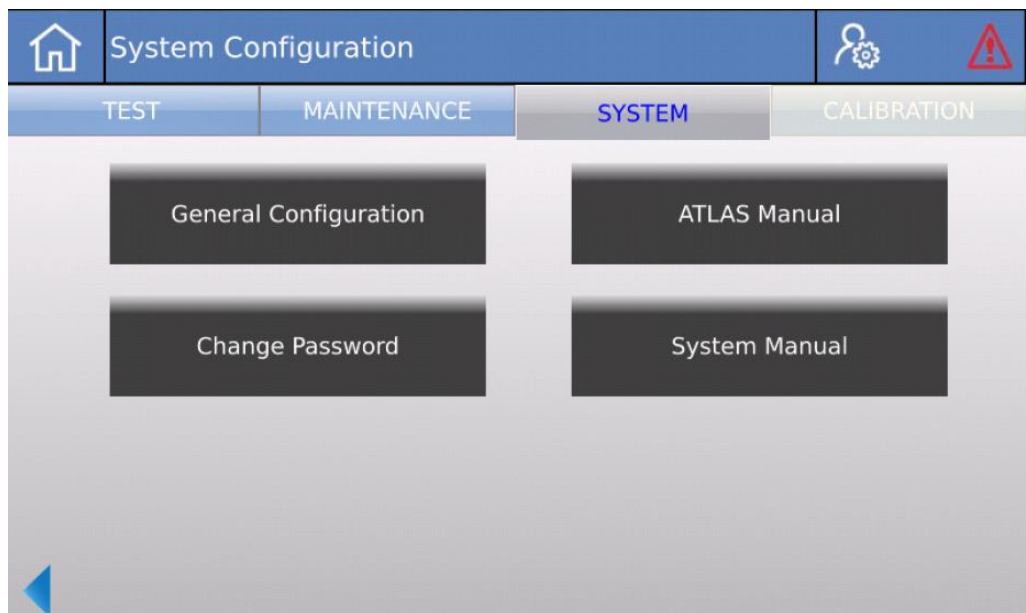 System Configuration
TEST MAINTENANCE SYSTEM CALIBRATION
General Configuration ATLAS Manual
Change Password System Manual